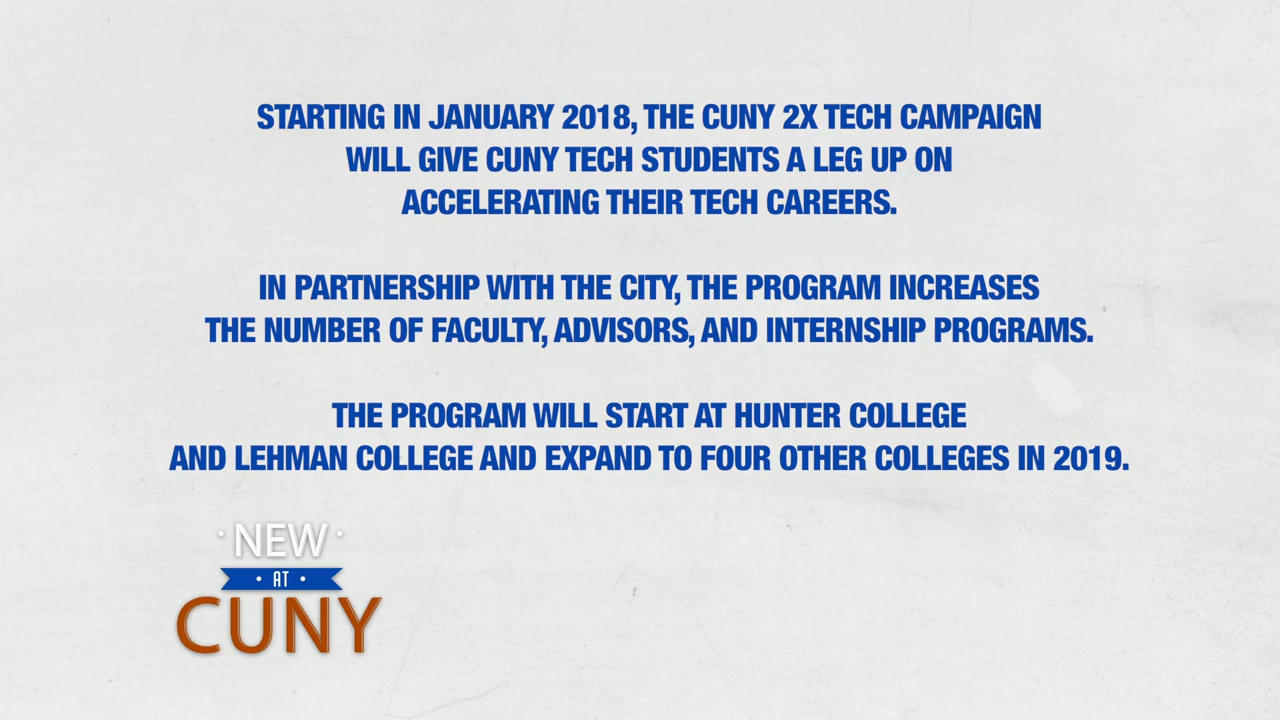 STARTING IN JANUARY 2018, THE CUNY 2X TECH CAMPAIGN
WILL GIVE CUNY TECH STUDENTS A LEG UP ON
ACCELERATING THEIR TECH CAREERS.
IN PARTNERSHIP WITH THE CITY, THE PROGRAM INCREASES
THE NUMBER OF FACULTY, ADVISORS, AND INTERNSHIP PROGRAMS.
THE PROGRAM WILL START AT HUNTER COLLEGE
AND LEHMAN COLLEGE AND EXPAND TO FOUR OTHER COLLEGES IN 2019.
· NEW ·
· AT ·
CUNY